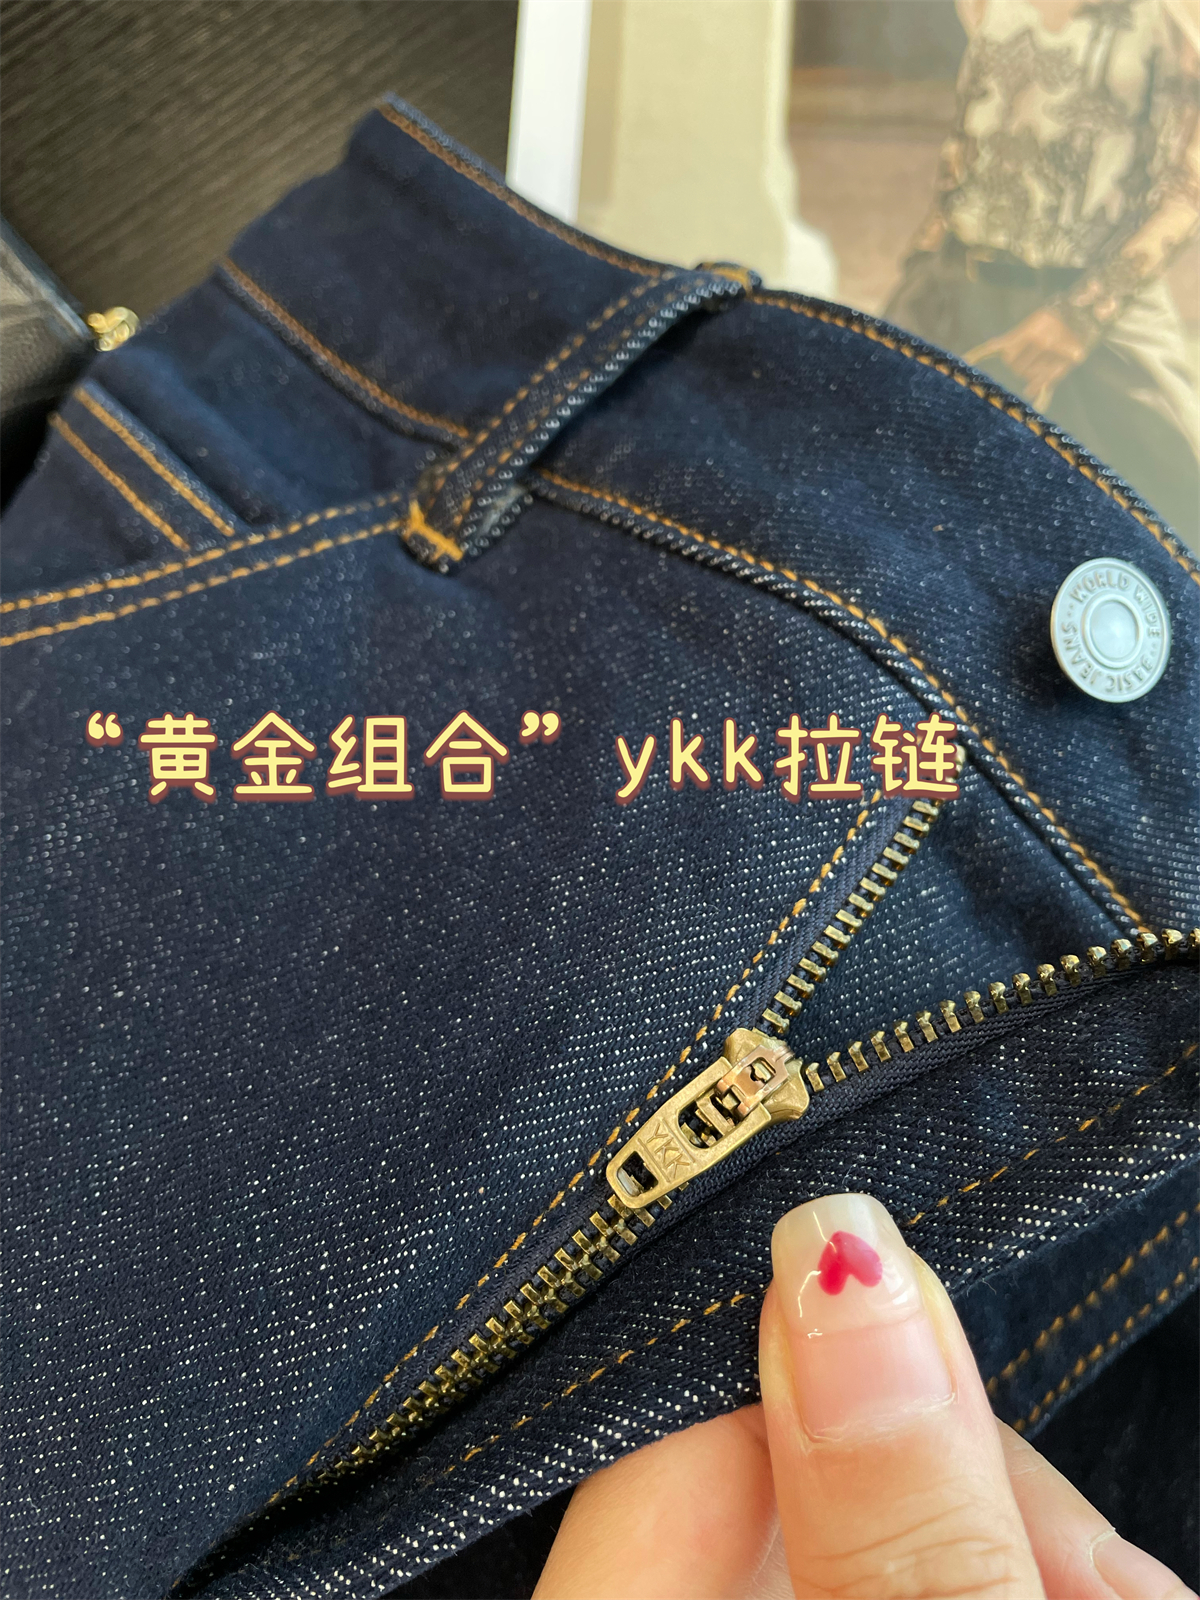 WORLD WIDE · BASIC JEANS ·
“黄金组合” ykk拉链
YKK